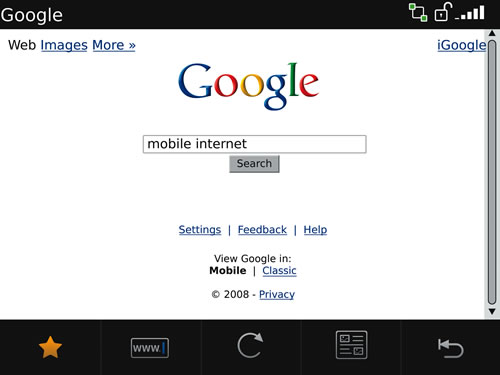 Google
Web Images More » iGoogle
Google
mobile internet
Search
Settings | Feedback | Help
View Google in:
Mobile | Classic
© 2008 - Privacy
www.